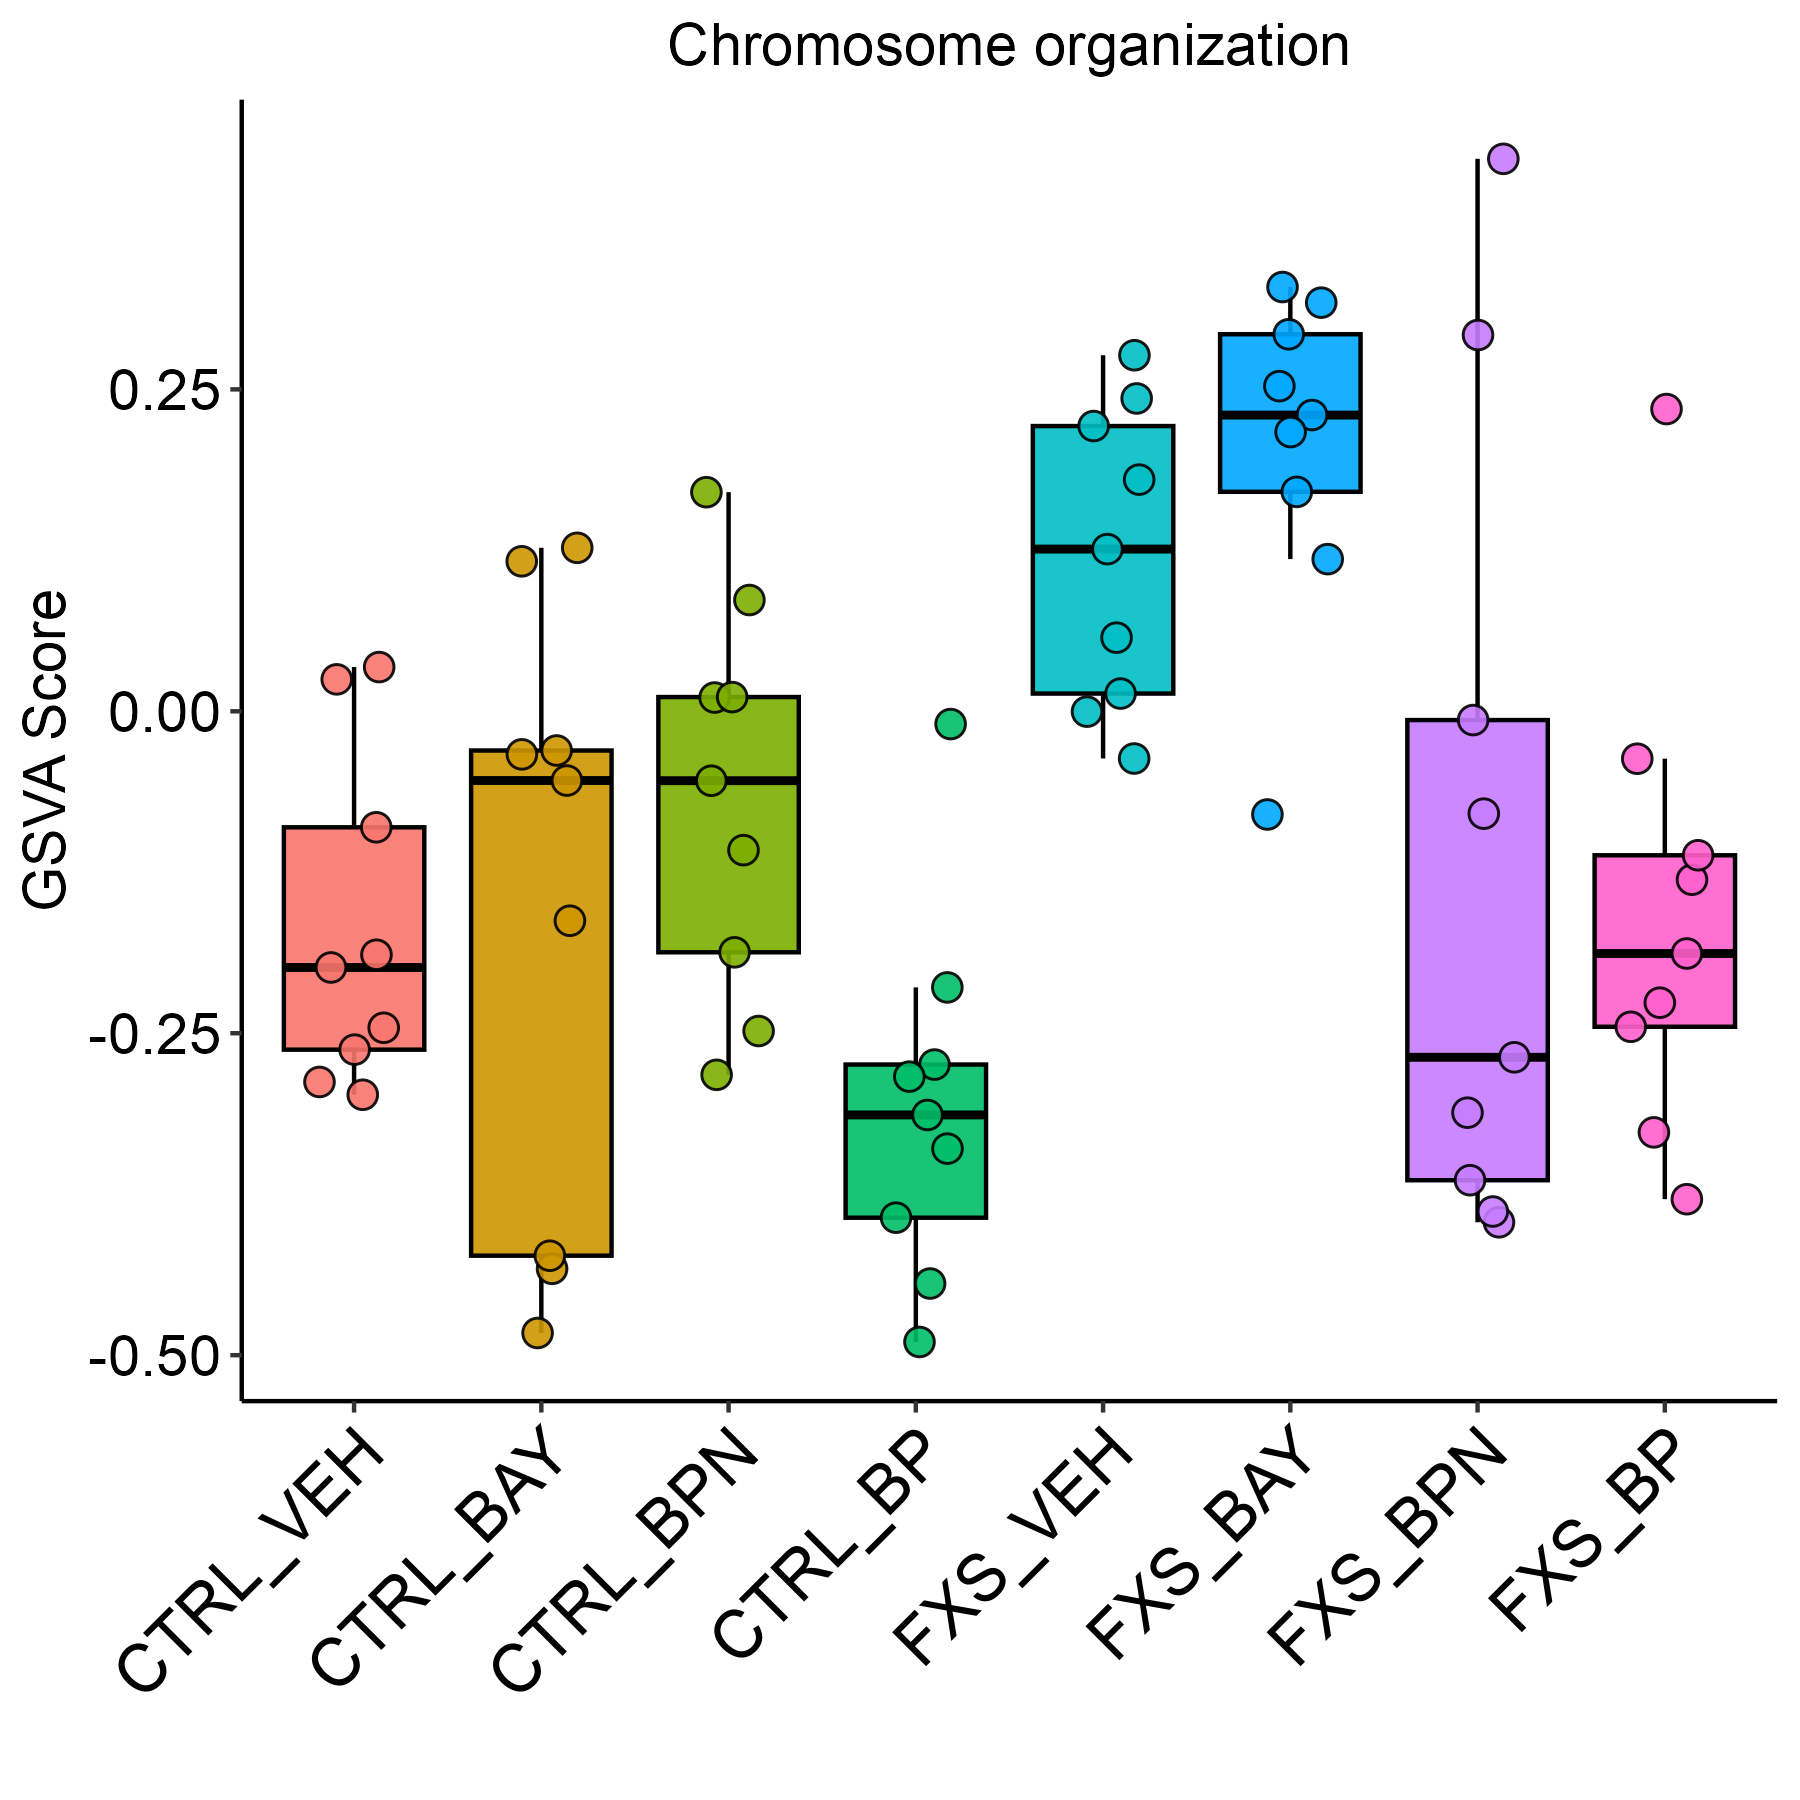 Chromosome organization
GSVA Score
0.25
0.00
-0.25
-0.50
CTRL_VEH
CTRL_BAY
CTRL_BPN
CTRL_BP
FXS_VEH
FXS_BAY
FXS_BPN
FXS_BP